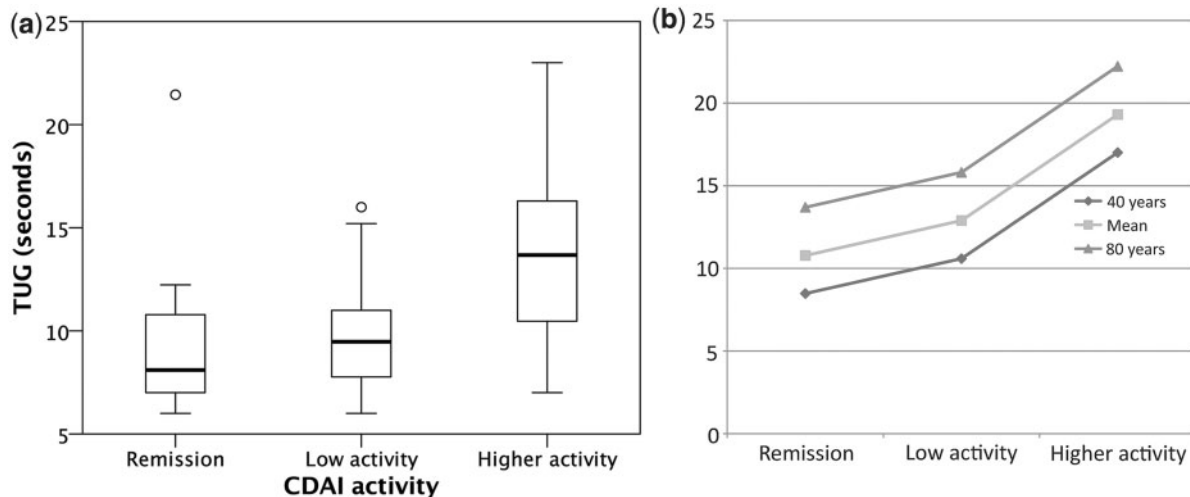 (a)
25
20
15
10
5
TUG (seconds)
Remission
Low activity
Higher activity
CDAI activity
(b)
25
20
15
10
5
0
40 years
Mean
80 years
Remission
Low activity
Higher activity